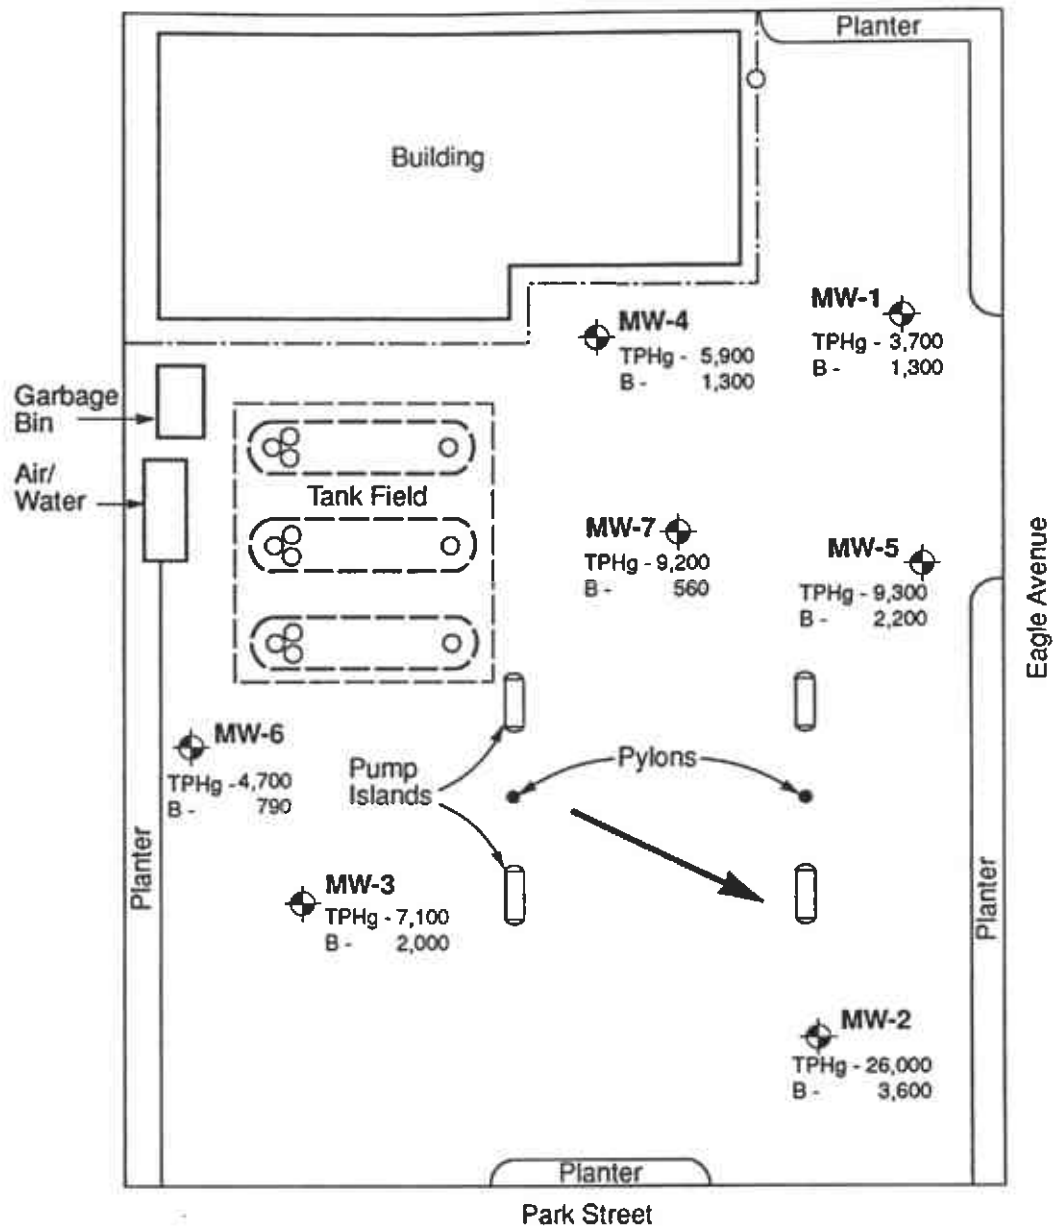 Planter
Building
MW-1
TPHg - 3,700
B - 1,300
MW-4
TPHg - 5,900
B - 1,300
Garbage
Bin
Air/
Water
Tank Field
MW-7
TPHg - 9,200
B - 560
MW-5
TPHg - 9,300
B - 2,200
Eagle Avenue
MW-6
TPHg - 4,700
B - 790
Pump
Islands
Pylons
Planter
Planter
MW-3
TPHg - 7,100
B - 2,000
MW-2
TPHg - 26,000
B - 3,600
Planter
Park Street